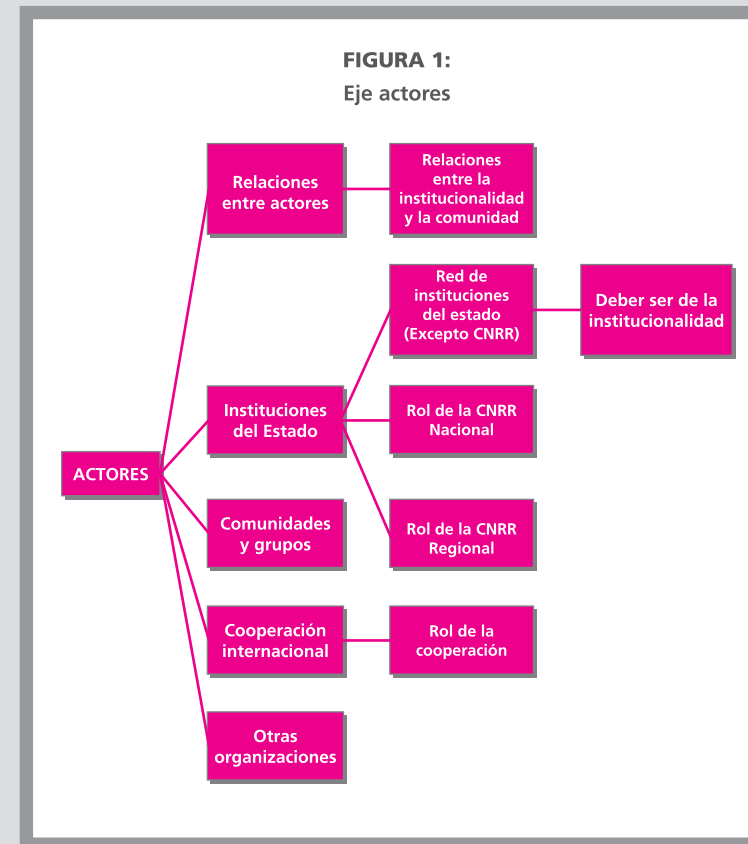 FIGURA 1:
Eje actores
Relaciones
entre actores
Relaciones
entre la
institucionalidad
y la comunidad
Red de
instituciones
del estado
(Excepto CNRR)
Deber ser de la
institucionalidad
Instituciones
del Estado
Rol de la CNRR
Nacional
ACTORES
Comunidades
y grupos
Rol de la CNRR
Regional
Cooperación
internacional
Rol de la
cooperación
Otras
organizaciones